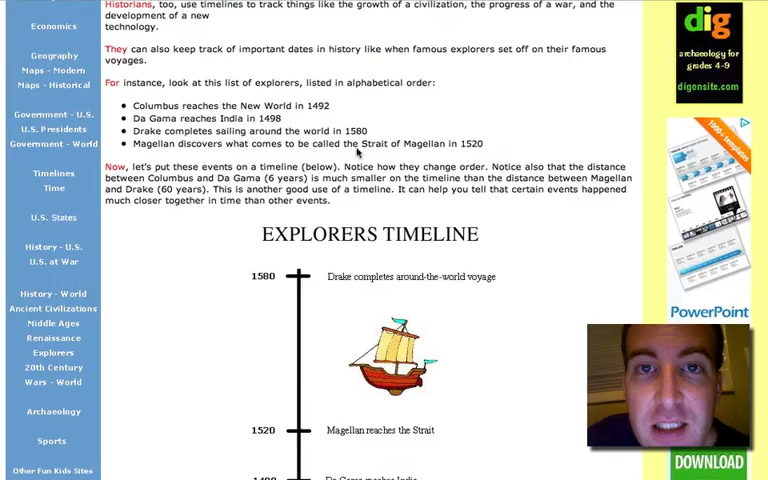 Historians, too, use timelines to track things like the growth of a civilization, the progress of a war, and the
development of a new
technology.
They can also keep track of important dates in history like when famous explorers set off on their famous
voyages.
For instance, look at this list of explorers, listed in alphabetical order:
Columbus reaches the New World in 1492
Da Gama reaches India in 1498
Drake completes sailing around the world in 1580
Magellan discovers what comes to be called the Strait of Magellan in 1520
Now, let's put these events on a timeline (below). Notice how they change order. Notice also that the distance
between Columbus and Da Gama (6 years) is much smaller on the timeline than the distance between Magellan
and Drake (60 years). This is another good use of a timeline. It can help you tell that certain events happened
much closer together in time than other events.
EXPLORERS TIMELINE
1580 Drake completes around-the-world voyage
1520 Magellan reaches the Strait
1498 Da Gama reaches India
Economics
Geography
Maps - Modern
Maps - Historical
Government - U.S.
U.S. Presidents
Government - World
Timelines
Time
U.S. States
History - U.S.
U.S. at War
History - World
Ancient Civilizations
Middle Ages
Renaissance
Explorers
20th Century
Wars - World
Archaeology
Sports
Other Fun Kids Sites
dig
archaeology for
grades 4-9
digonsite.com
1000+ templates
PowerPoint
DOWNLOAD